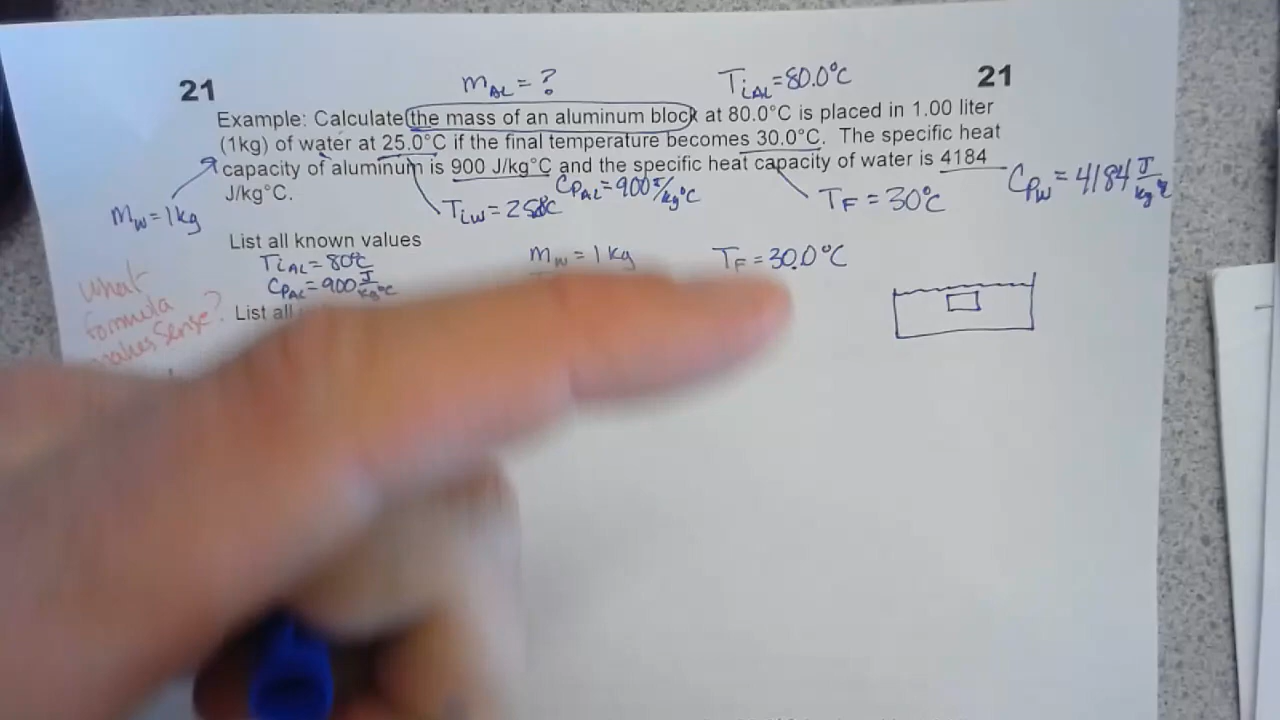 21 m_AL = ? T_iAL = 80.0°C 21
Example: Calculate the mass of an aluminum block at 80.0°C is placed in 1.00 liter
(1kg) of water at 25.0°C if the final temperature becomes 30.0°C. The specific heat
capacity of aluminum is 900 J/kg°C and the specific heat capacity of water is 4184
J/kg°C.
C_PAL = 900 J/kg°C
C_PW = 4184 J/kg°C
m_W = 1kg
T_F = 30°C
List all known values
T_iAL = 80°C
C_PAL = 900 J/kg°C
m_W = 1kg T_F = 30.0°C
List all
what
formula
makes sense?